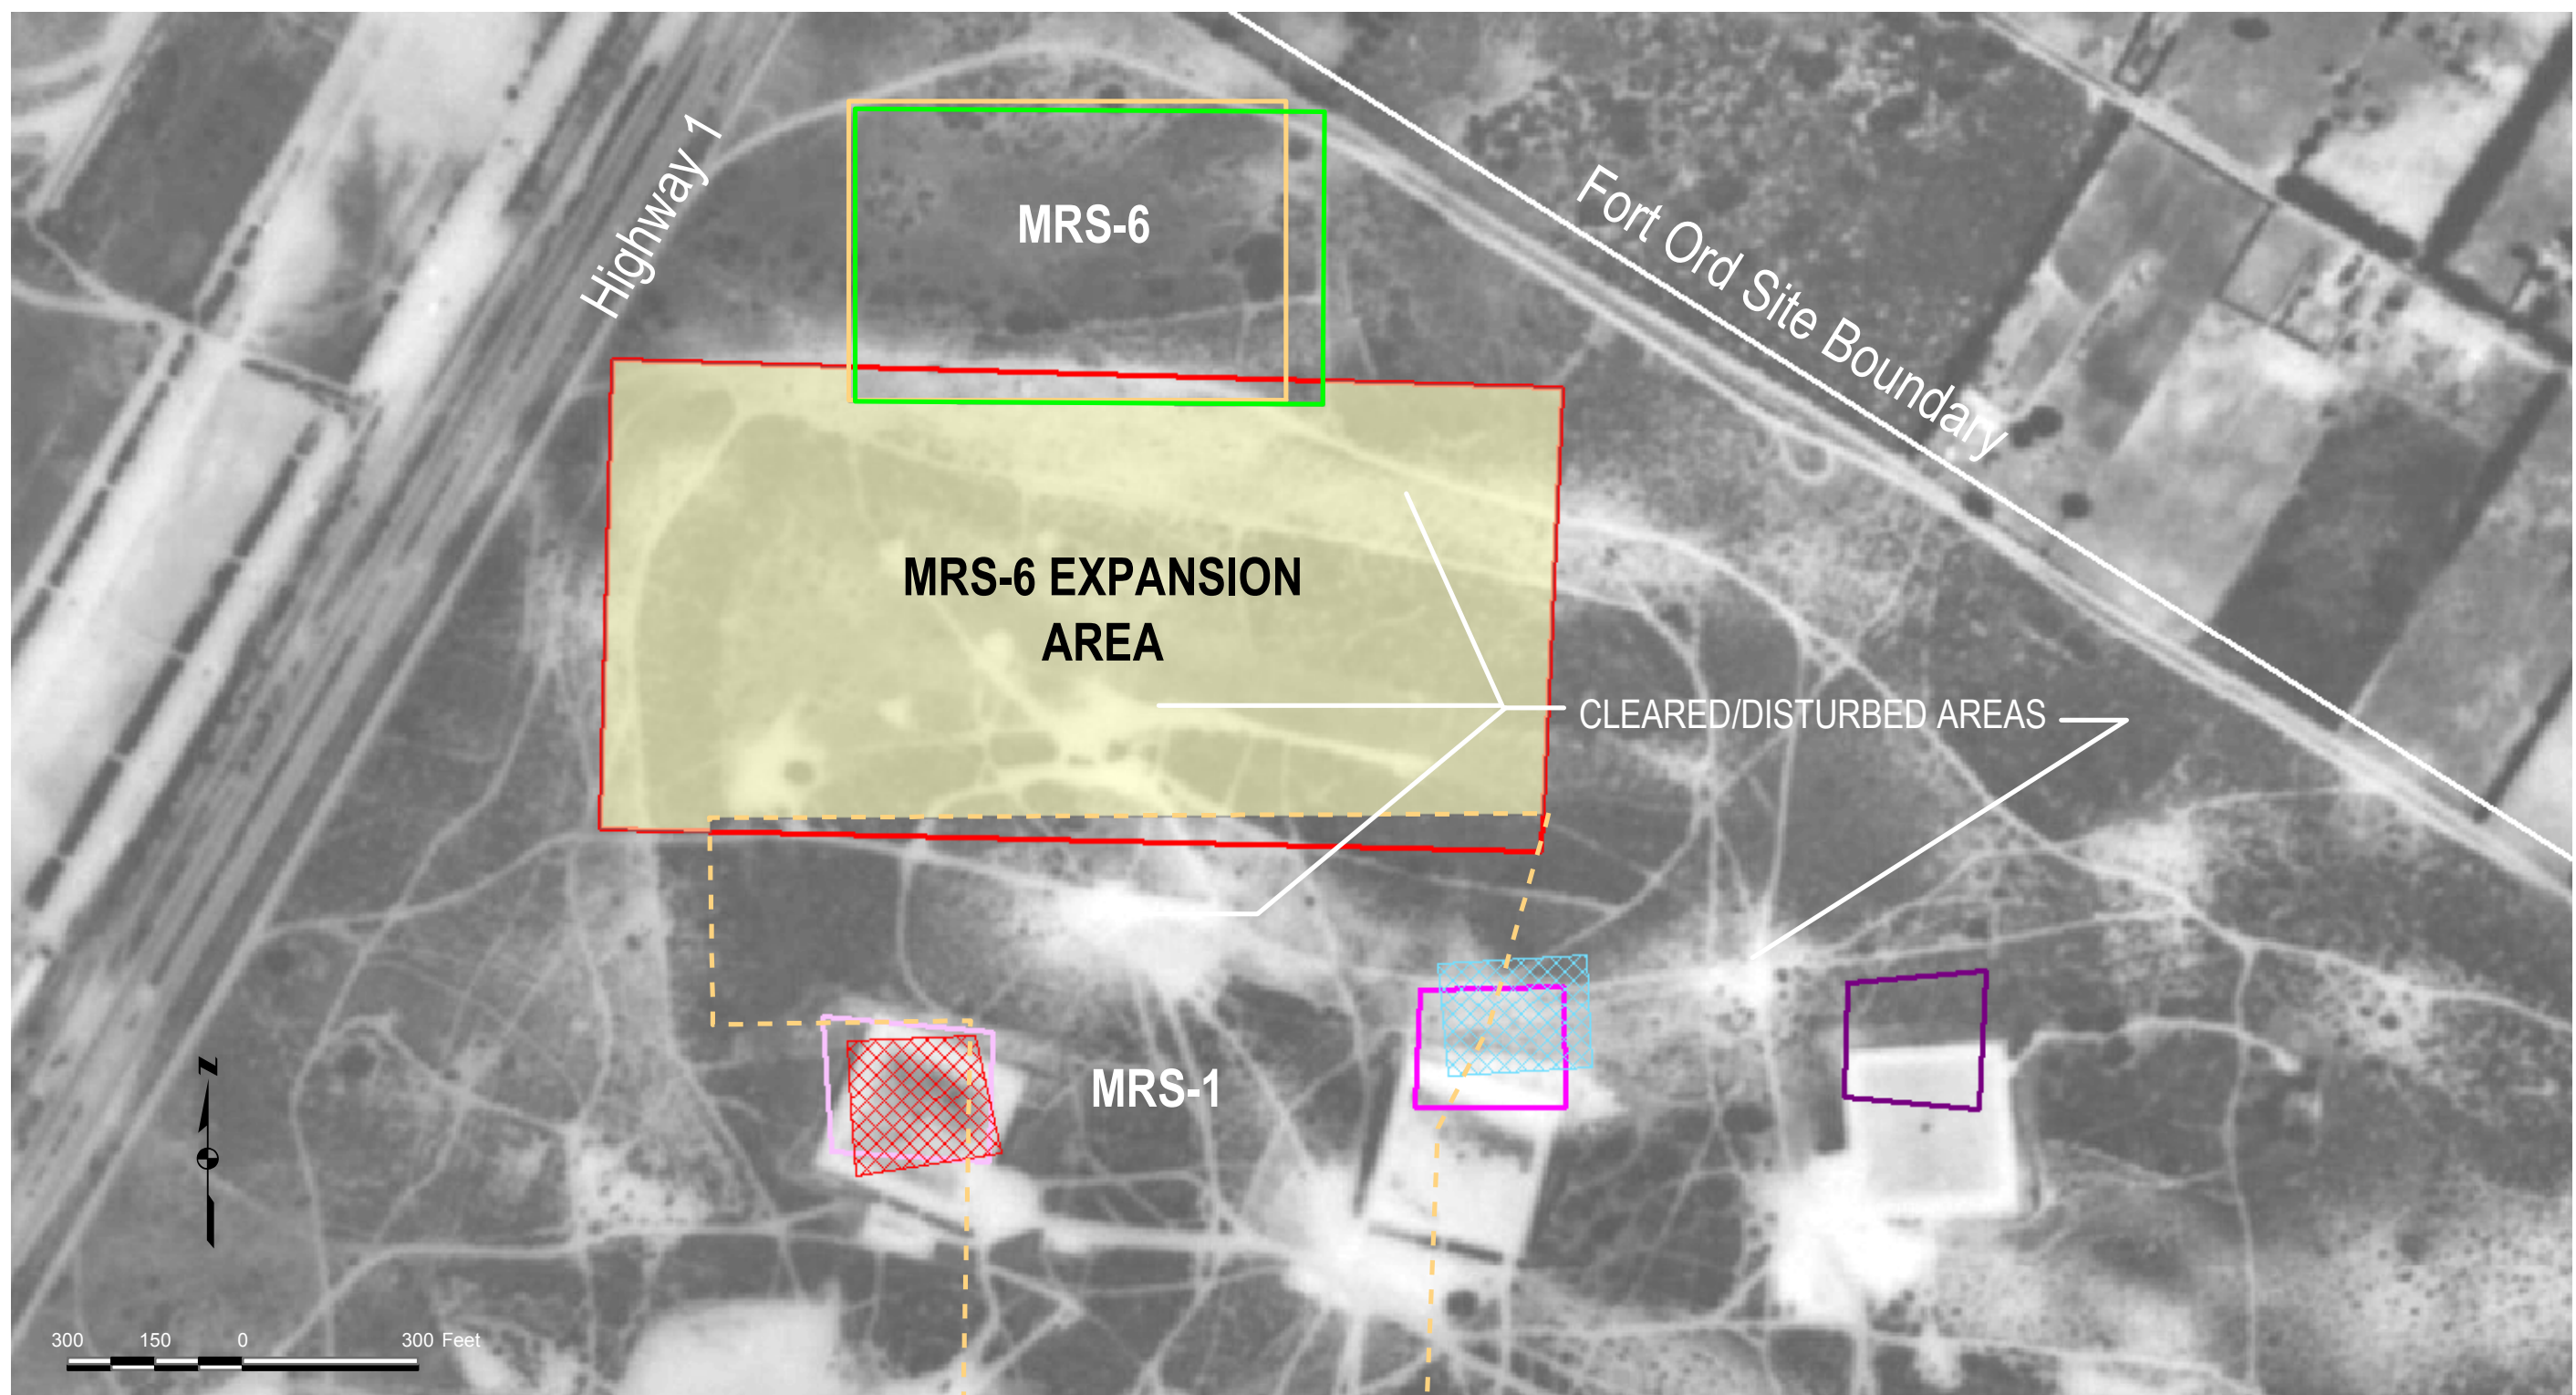 Highway 1
MRS-6
Fort Ord Site Boundary
MRS-6 EXPANSION
AREA
CLEARED/DISTURBED AREAS
MRS-1
N
300 150 0 300 Feet